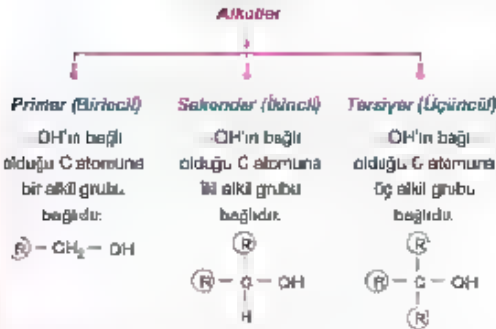 Alkoller
Primer (Birincil)
OH'ın bağlı
olduğu C atomuna
bir alkil grubu
bağlıdır.
R – CH₂ – OH
Sekonder (İkincil)
OH'ın bağlı
olduğu C atomuna
iki alkil grubu
bağlıdır.
R
R – C – OH
H
Tersiyer (Üçüncül)
OH'ın bağlı
olduğu C atomuna
üç alkil grubu
bağlıdır.
R
R – C – OH
R